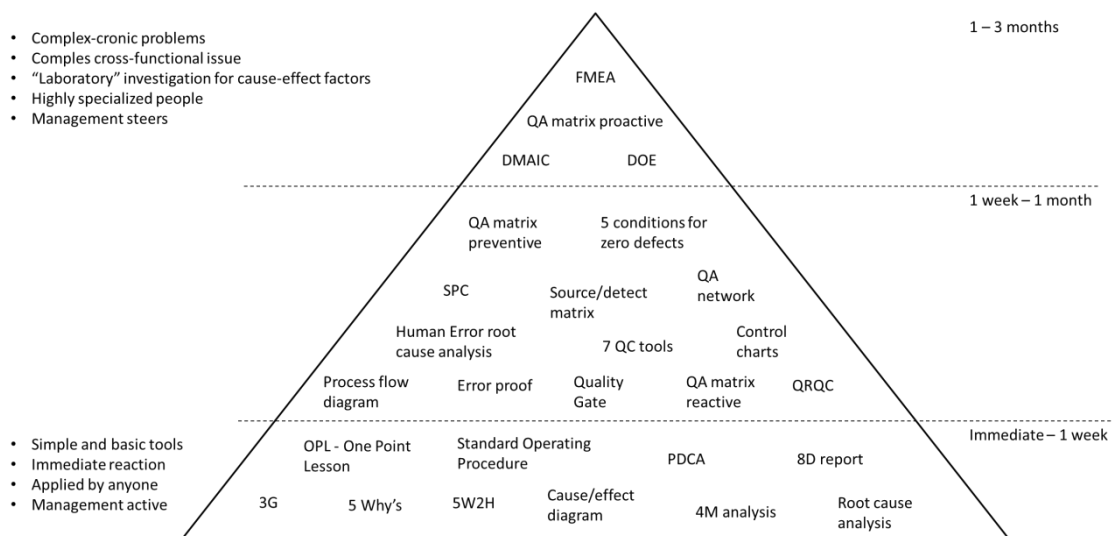 • Complex-cronic problems
• Comples cross-functional issue
• “Laboratory” investigation for cause-effect factors
• Highly specialized people
• Management steers
1 – 3 months
FMEA
QA matrix proactive
DMAIC
DOE
1 week – 1 month
QA matrix
preventive
5 conditions for
zero defects
SPC
Source/detect
matrix
QA
network
Human Error root
cause analysis
7 QC tools
Control
charts
Process flow
diagram
Error proof
Quality
Gate
QA matrix
reactive
QRQC
Immediate – 1 week
• Simple and basic tools
• Immediate reaction
• Applied by anyone
• Management active
OPL - One Point
Lesson
Standard Operating
Procedure
PDCA
8D report
3G
5 Why's
5W2H
Cause/effect
diagram
4M analysis
Root cause
analysis